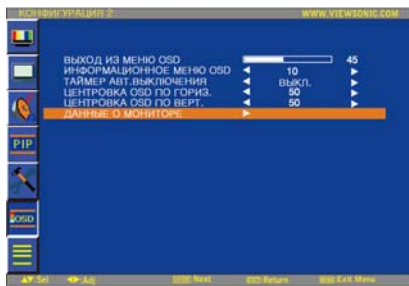 КОНФИГУРАЦИЯ 2 WWW.VIEWSONIC.COM
ВЫХОД ИЗ МЕНЮ OSD 45
ИНФОРМАЦИОННОЕ МЕНЮ OSD 10
ТАЙМЕР АВТ.ВЫКЛЮЧЕНИЯ ВЫКЛ.
ЦЕНТРОВКА OSD ПО ГОРИЗ. 50
ЦЕНТРОВКА OSD ПО ВЕРТ. 50
ДАННЫЕ О МОНИТОРЕ
PIP
OSD
▲▼:Sel ◄►:Adj :Next EXIT:Return :Exit Menu